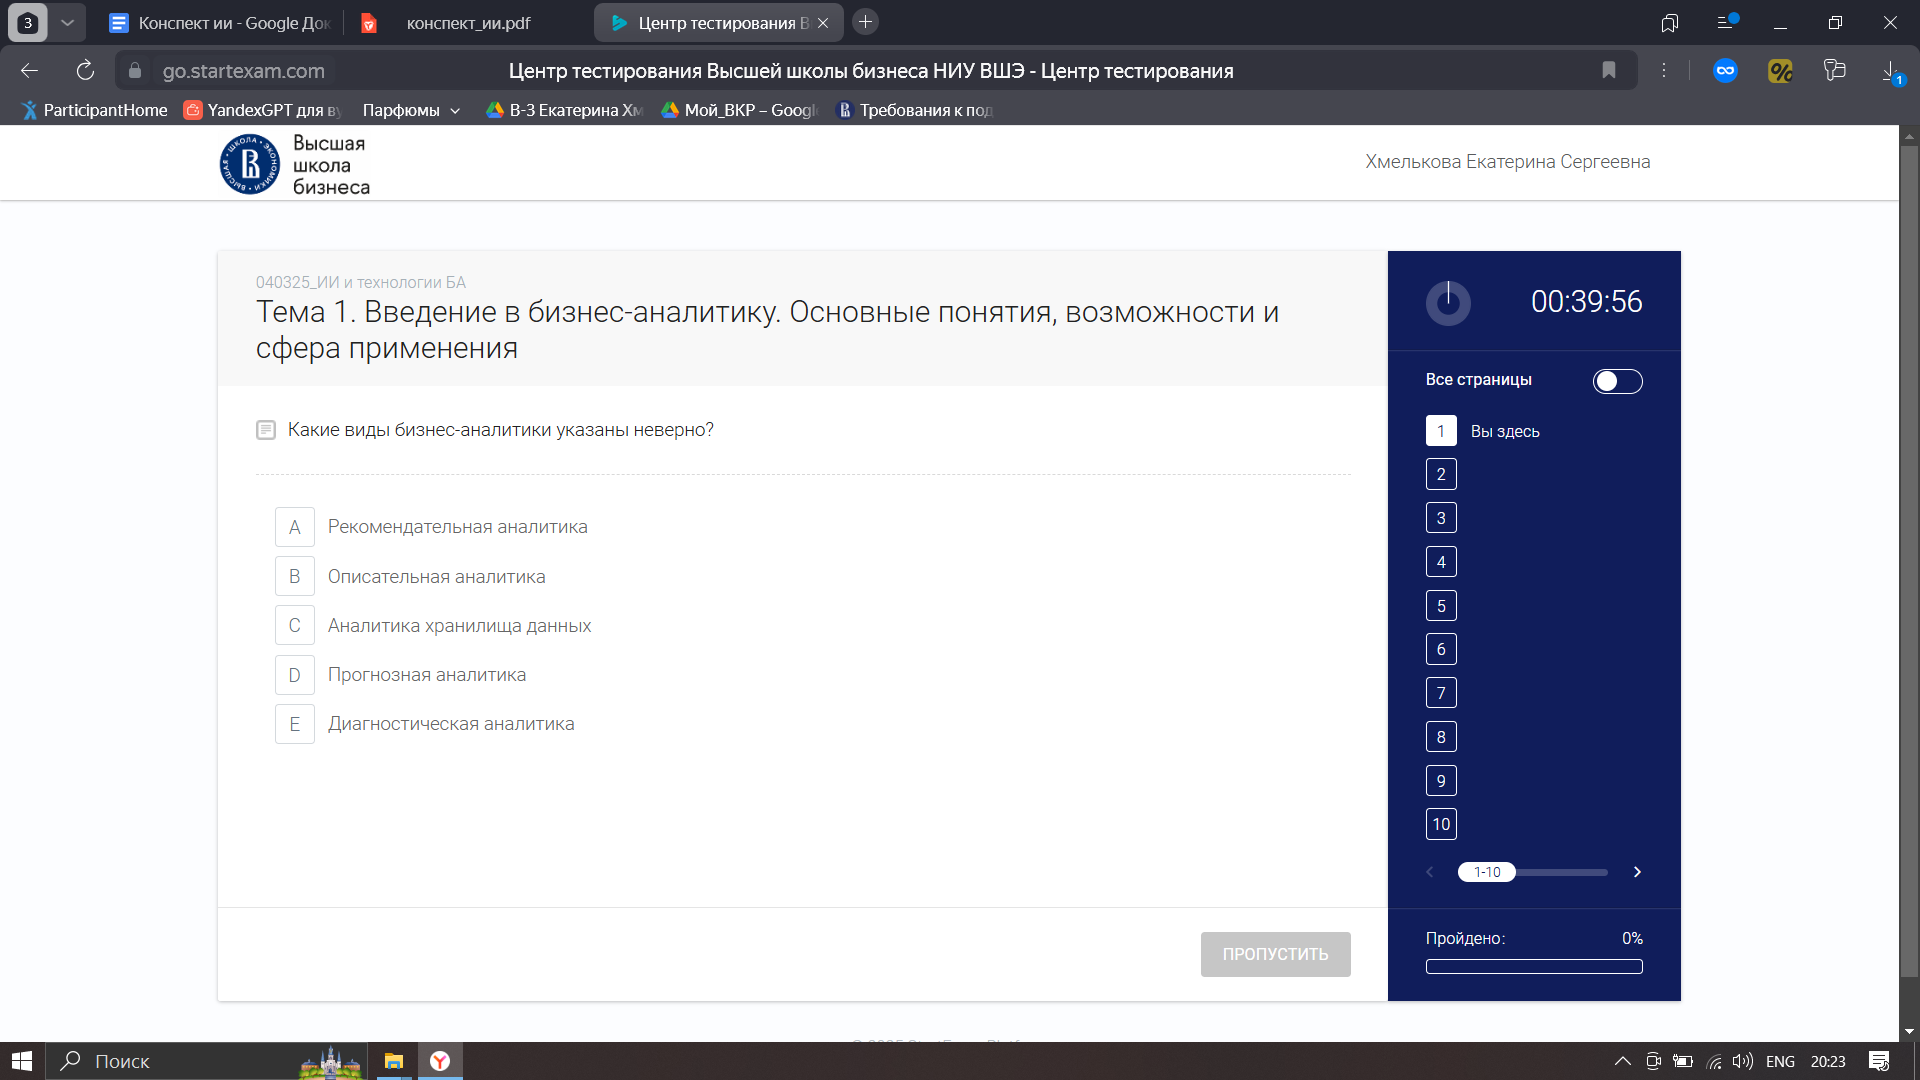 3
Конспект ии - Google Док
конспект_ии.pdf
Центр тестирования В
go.startexam.com
Центр тестирования Высшей школы бизнеса НИУ ВШЭ - Центр тестирования
1
ParticipantHome
YandexGPT для ву
Парфюмы
В-3 Екатерина Хм
Мой_ВКР – Googl
Требования к под
Высшая
школа
бизнеса
Хмелькова Екатерина Сергеевна
040325_ИИ и технологии БА
Тема 1. Введение в бизнес-аналитику. Основные понятия, возможности и
сфера применения
Какие виды бизнес-аналитики указаны неверно?
A Рекомендательная аналитика
B Описательная аналитика
C Аналитика хранилища данных
D Прогнозная аналитика
E Диагностическая аналитика
ПРОПУСТИТЬ
00:39:56
Все страницы
1 Вы здесь
2
3
4
5
6
7
8
9
10
1-10
Пройдено: 0%
Поиск
ENG
20:23